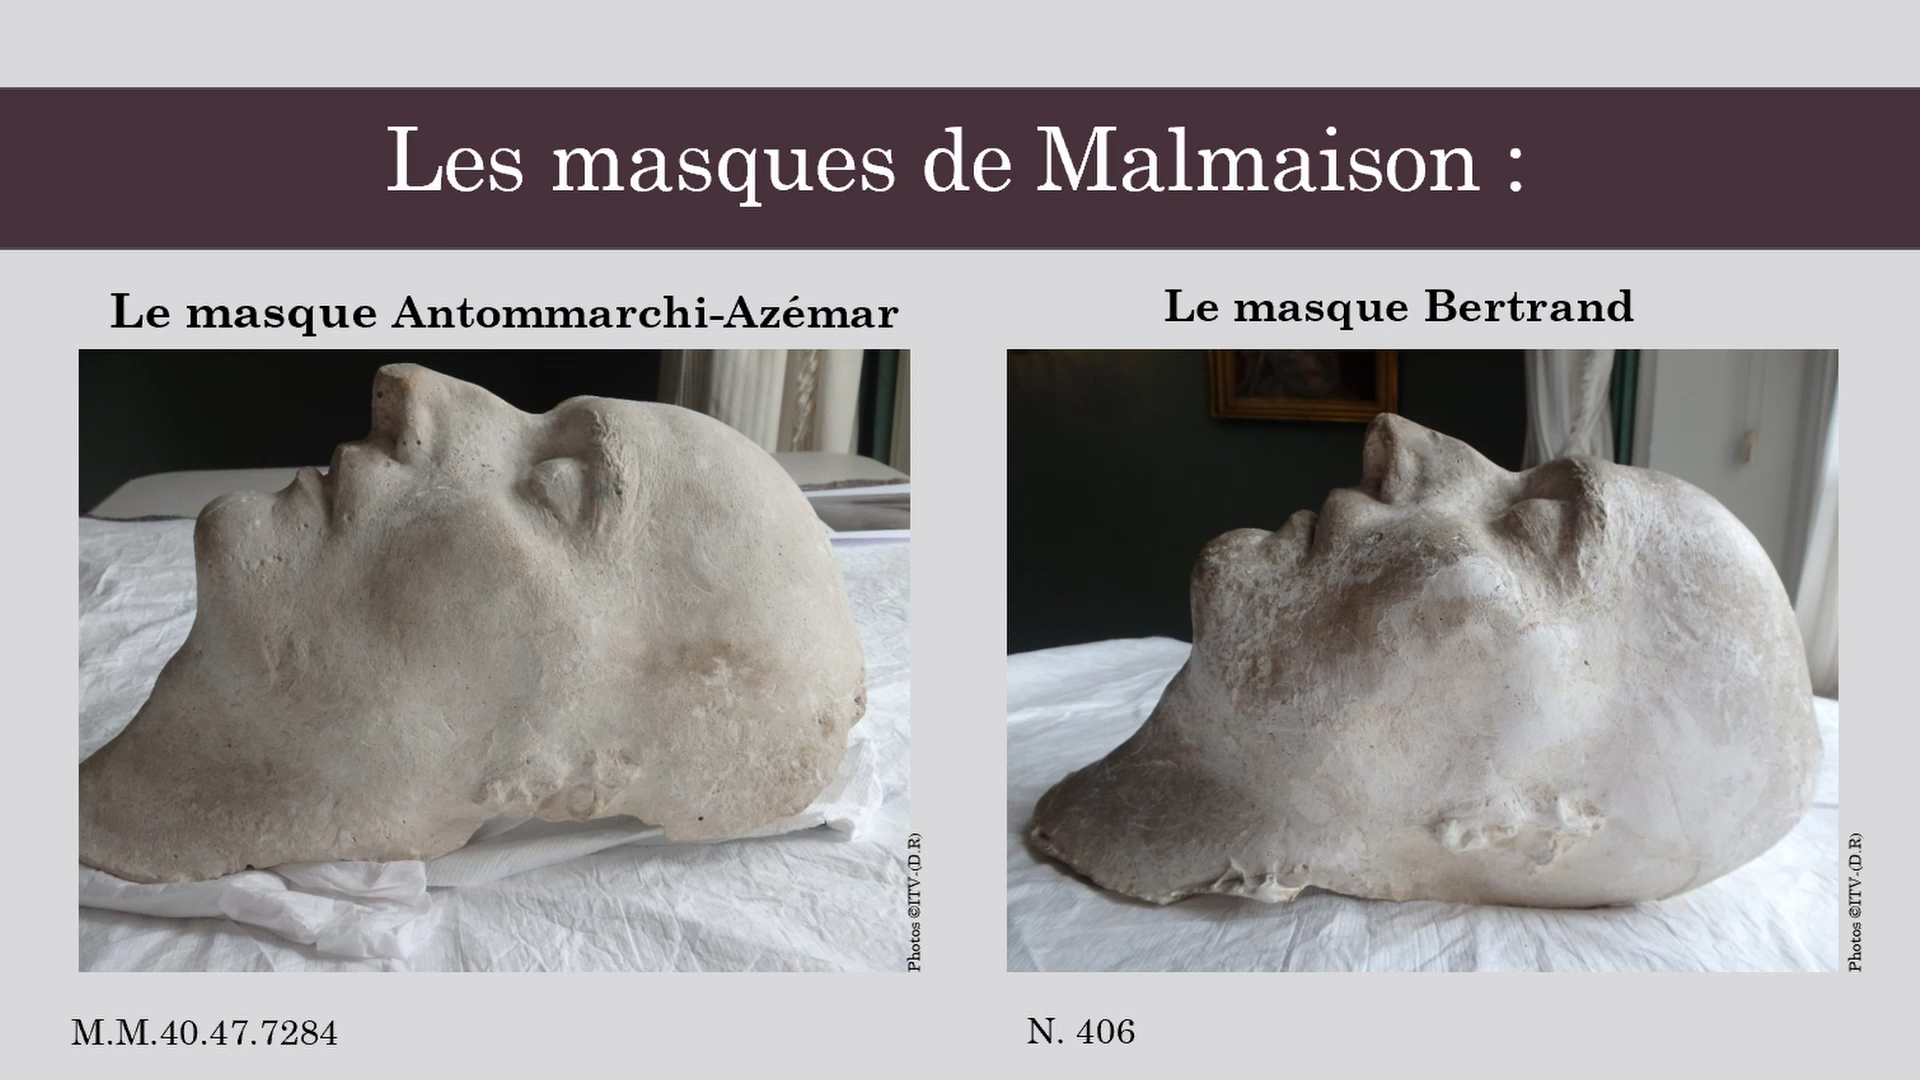 Les masques de Malmaison :
Le masque Antommarchi-Azémar
Le masque Bertrand
Photos ©ITV-(D.R)
Photos ©ITV-(D.R)
M.M.40.47.7284
N. 406